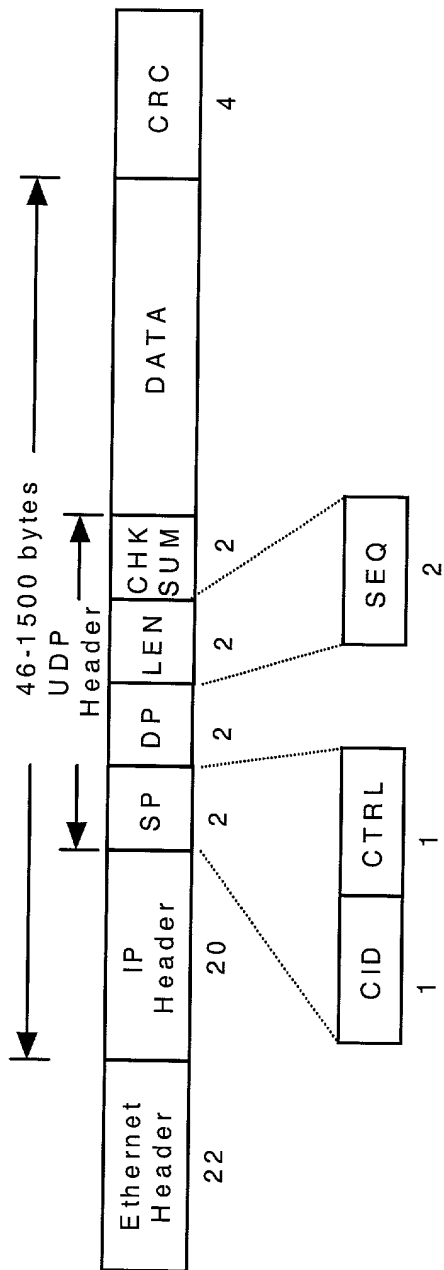 46-1500 bytes
UDP
Header
Ethernet
Header
IP
Header
SP
DP
LEN
CHK
SUM
DATA
CRC
22
20
2
2
2
2
4
CID
CTRL
SEQ
1
1
2